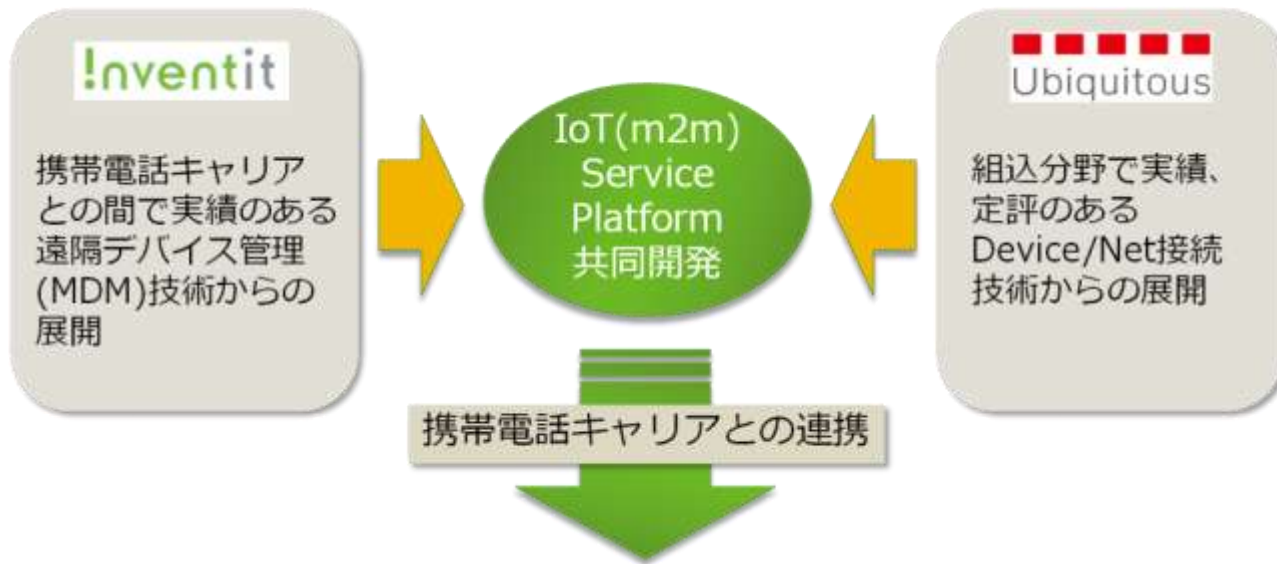 !nventit
携帯電話キャリア
との間で実績のある
遠隔デバイス管理
(MDM)技術からの
展開
IoT(m2m)
Service
Platform
共同開発
Ubiquitous
組込分野で実績、
定評のある
Device/Net接続
技術からの展開
携帯電話キャリアとの連携